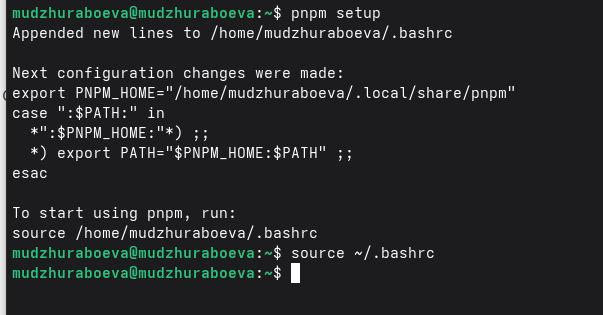 mudzhuraboeva@mudzhuraboeva:~$ pnpm setup
Appended new lines to /home/mudzhuraboeva/.bashrc

Next configuration changes were made:
export PNPM_HOME="/home/mudzhuraboeva/.local/share/pnpm"
case ":$PATH:" in
  *":$PNPM_HOME:"*) ;;
  *) export PATH="$PNPM_HOME:$PATH" ;;
esac

To start using pnpm, run:
source /home/mudzhuraboeva/.bashrc
mudzhuraboeva@mudzhuraboeva:~$ source ~/.bashrc
mudzhuraboeva@mudzhuraboeva:~$